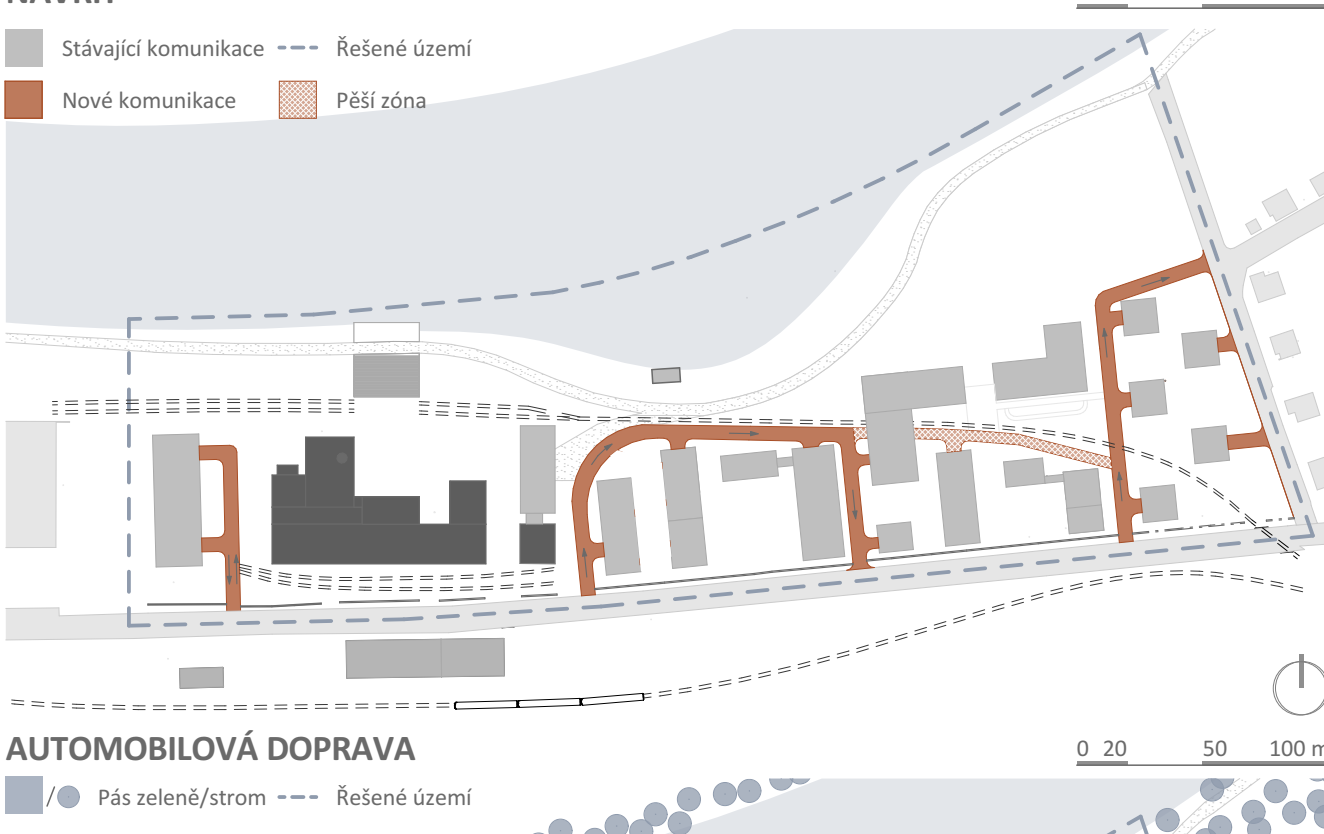 Stávající komunikace
Řešené území
Nové komunikace
Pěší zóna
AUTOMOBILOVÁ DOPRAVA
0 20 50 100 m
/ Pás zeleně/strom
Řešené území